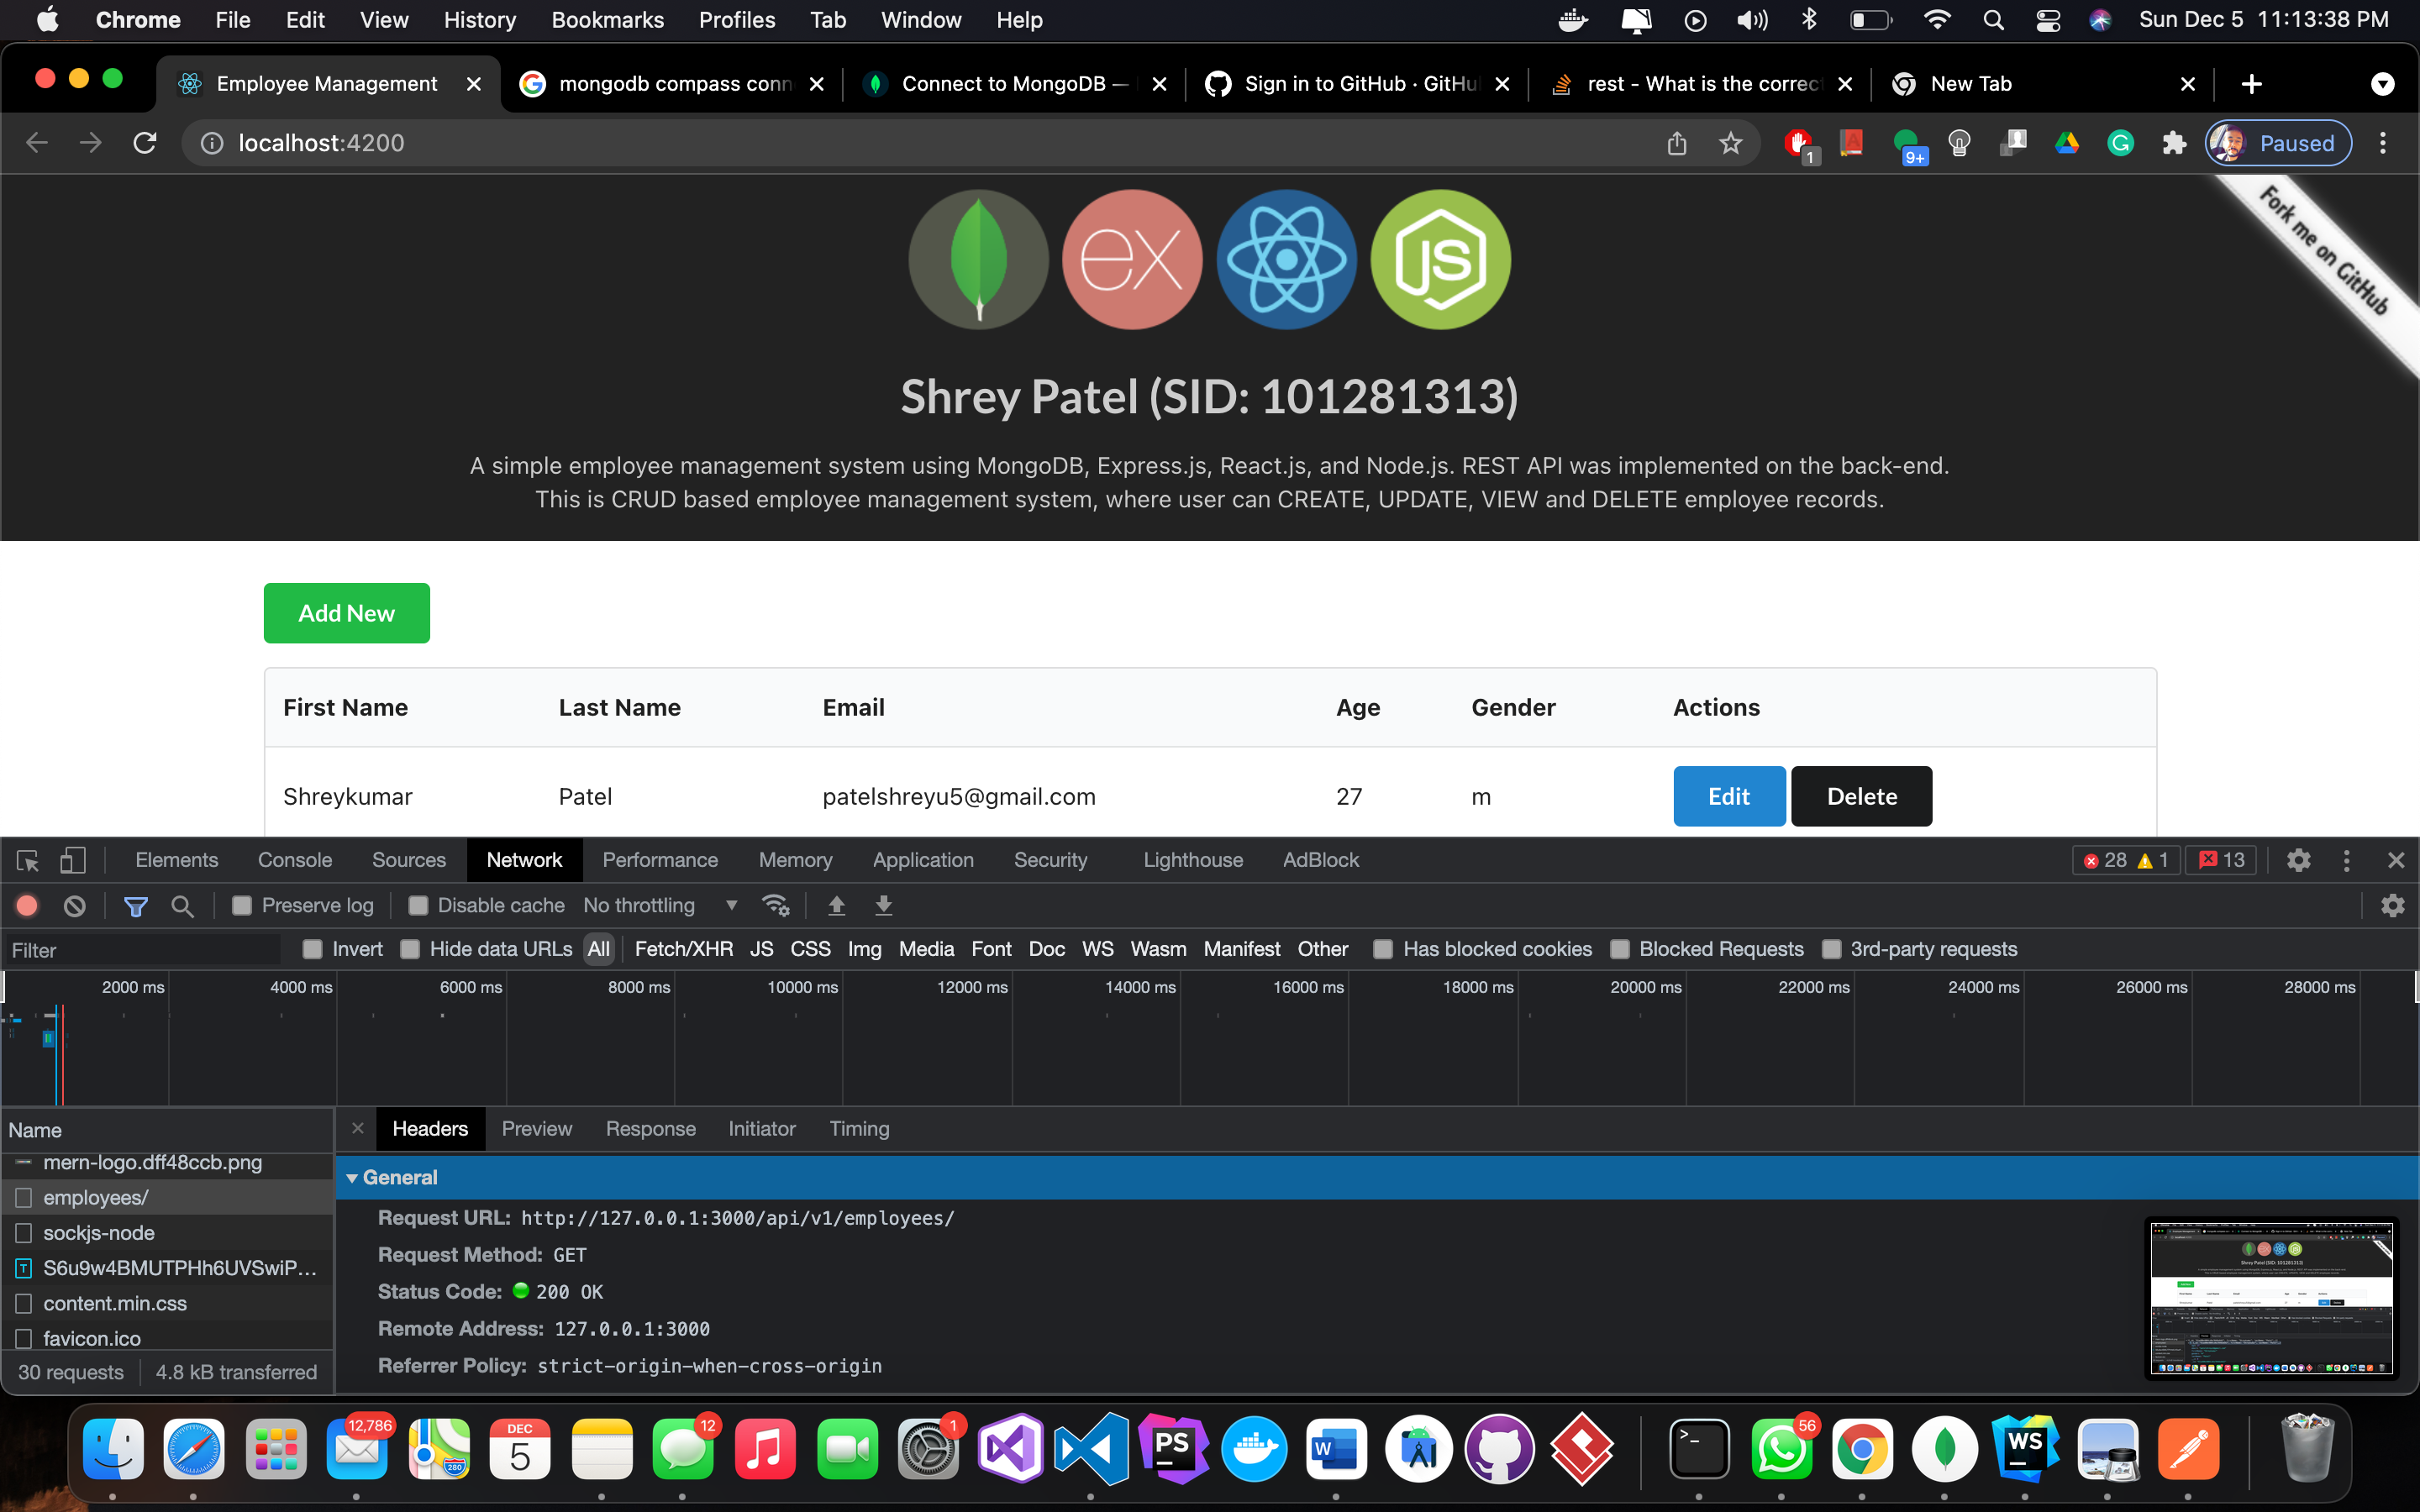 Chrome File Edit View History Bookmarks Profiles Tab Window Help Sun Dec 5 11:13:38 PM
Employee Management mongodb compass conn Connect to MongoDB — Sign in to GitHub · GitHu rest - What is the correct New Tab
localhost:4200 1 9+ Paused
ex JS
Fork me on GitHub
Shrey Patel (SID: 101281313)
A simple employee management system using MongoDB, Express.js, React.js, and Node.js. REST API was implemented on the back-end.
This is CRUD based employee management system, where user can CREATE, UPDATE, VIEW and DELETE employee records.
Add New
First Name Last Name Email Age Gender Actions
Shreykumar Patel patelshreyu5@gmail.com 27 m Edit Delete
Elements Console Sources Network Performance Memory Application Security Lighthouse AdBlock 28 1 13
Preserve log Disable cache No throttling
Filter Invert Hide data URLs All Fetch/XHR JS CSS Img Media Font Doc WS Wasm Manifest Other Has blocked cookies Blocked Requests 3rd-party requests
2000 ms 4000 ms 6000 ms 8000 ms 10000 ms 12000 ms 14000 ms 16000 ms 18000 ms 20000 ms 22000 ms 24000 ms 26000 ms 28000 ms
Name Headers Preview Response Initiator Timing
mern-logo.dff48ccb.png
General
employees/
Request URL: http://127.0.0.1:3000/api/v1/employees/
sockjs-node
Request Method: GET
S6u9w4BMUTPHh6UVSwiP...
Status Code: 200 OK
content.min.css
Remote Address: 127.0.0.1:3000
favicon.ico
Referrer Policy: strict-origin-when-cross-origin
30 requests 4.8 kB transferred
12,786 DEC 5 280 12 1 PS W >_ 56 WS